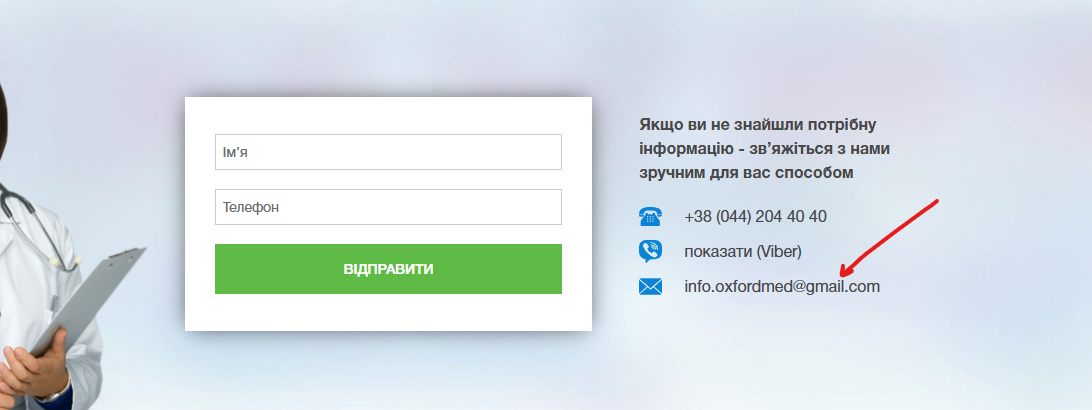 Ім'я
Телефон
ВІДПРАВИТИ
Якщо ви не знайшли потрібну
інформацію - зв'яжіться з нами
зручним для вас способом
+38 (044) 204 40 40
показати (Viber)
info.oxfordmed@gmail.com